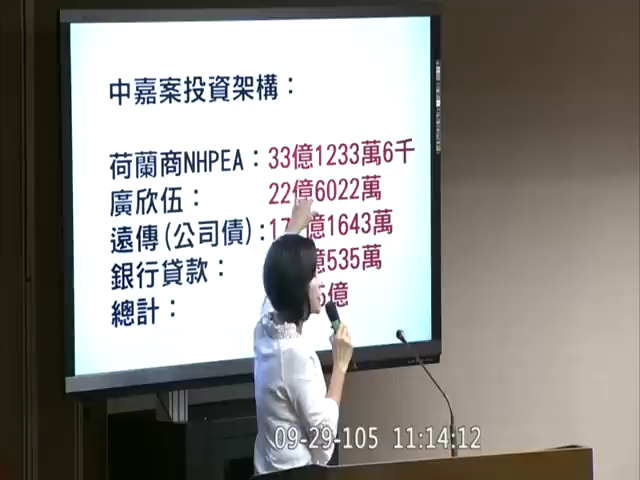 中嘉案投資架構：
荷蘭商NHPEA：33億1233萬6千
廣欣伍： 22億6022萬
遠傳(公司債)：17 億1643萬
銀行貸款： 億535萬
總計： 億
09-29-105 11:14:12